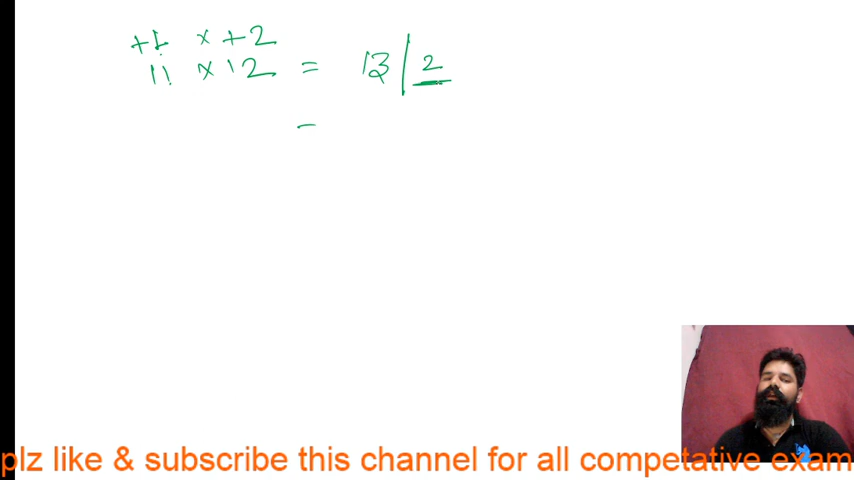 +1 × +2
11 × 12 = 13 | 2
=
plz like & subscribe this channel for all competative exam